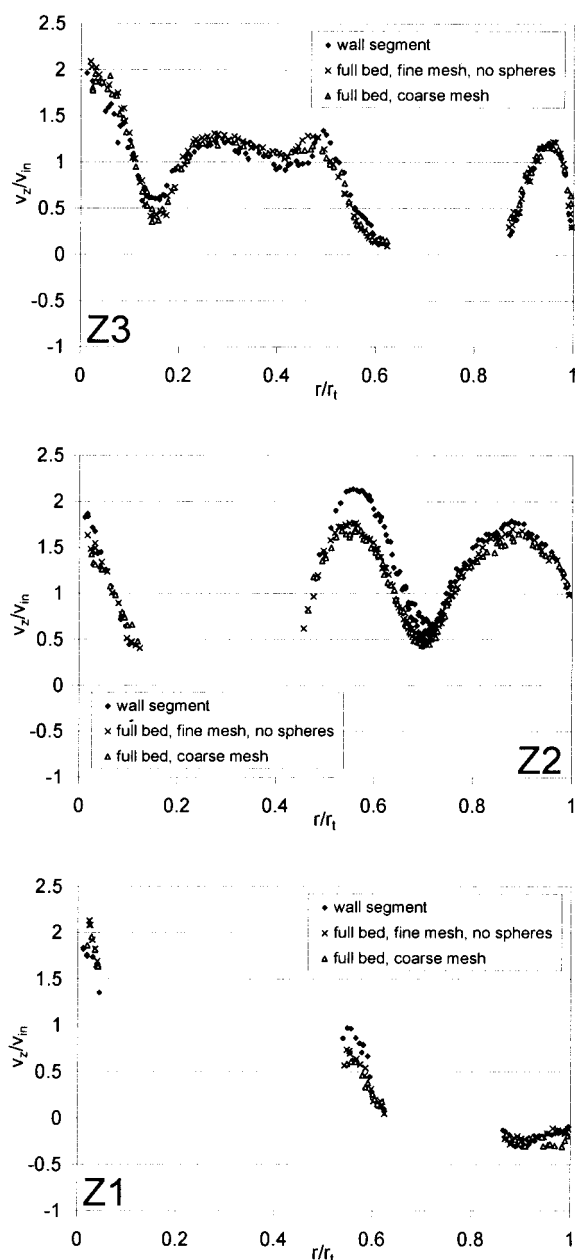 2.5
2
1.5
1
0.5
0
-0.5
-1
v_z/v_in
♦ wall segment
× full bed, fine mesh, no spheres
△ full bed, coarse mesh
Z3
0 0.2 0.4 0.6 0.8 1
r/r_t
2.5
2
1.5
1
0.5
0
-0.5
-1
v_z/v_in
♦ wall segment
× full bed, fine mesh, no spheres
△ full bed, coarse mesh
Z2
0 0.2 0.4 0.6 0.8 1
r/r_t
2.5
2
1.5
1
0.5
0
-0.5
-1
v_z/v_in
♦ wall segment
× full bed, fine mesh, no spheres
△ full bed, coarse mesh
Z1
0 0.2 0.4 0.6 0.8 1
r/r_t